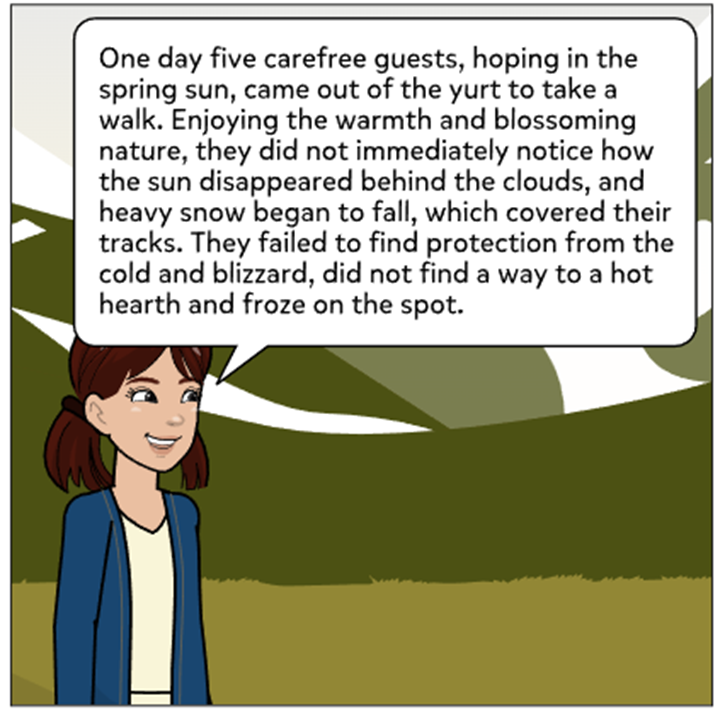 One day five carefree guests, hoping in the
spring sun, came out of the yurt to take a
walk. Enjoying the warmth and blossoming
nature, they did not immediately notice how
the sun disappeared behind the clouds, and
heavy snow began to fall, which covered their
tracks. They failed to find protection from the
cold and blizzard, did not find a way to a hot
hearth and froze on the spot.